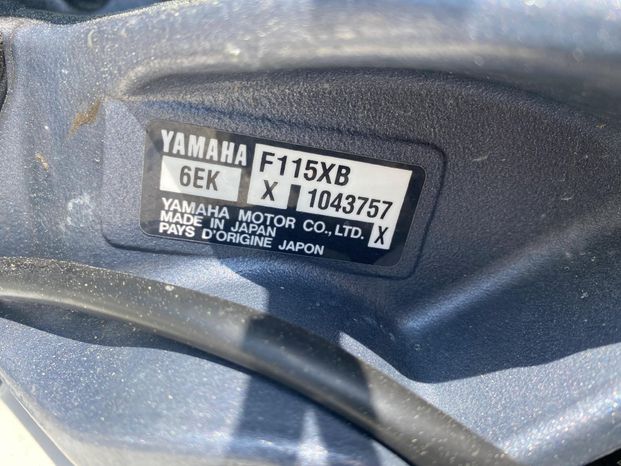 YAMAHA F115XB
6EK X 1043757
YAMAHA MOTOR CO., LTD.
MADE IN JAPAN X
PAYS D'ORIGINE JAPON